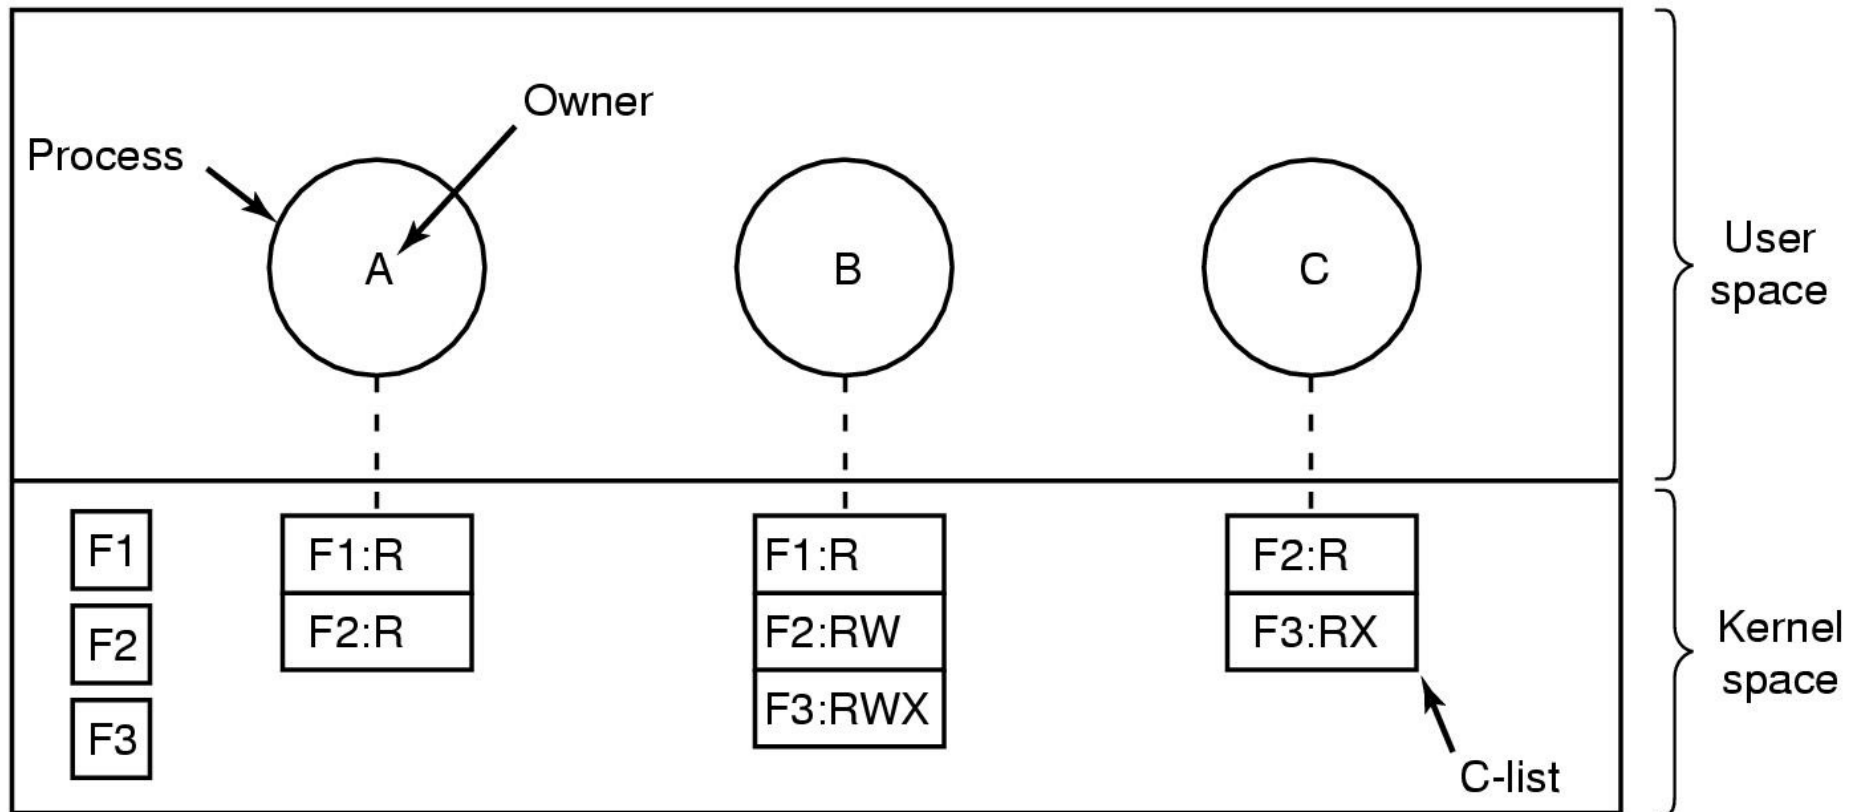 Owner
Process
A
B
C
User
space
F1
F2
F3
F1:R
F2:R
F1:R
F2:RW
F3:RWX
F2:R
F3:RX
C-list
Kernel
space